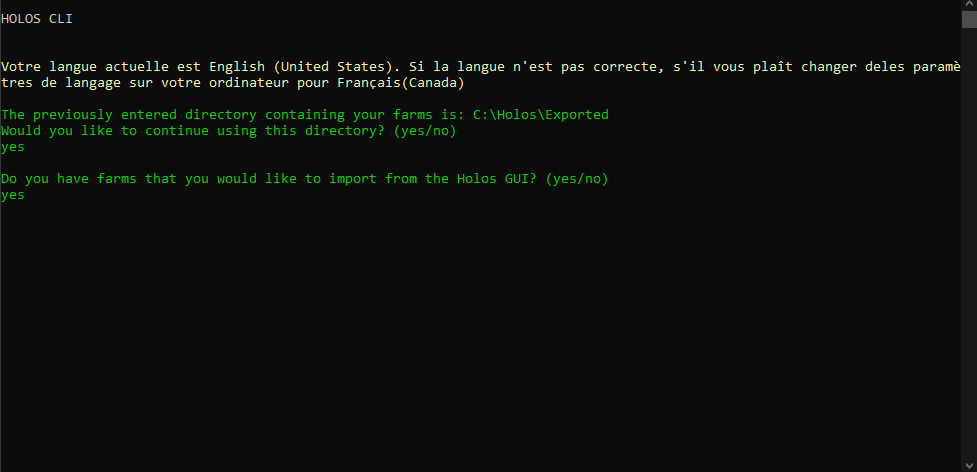 HOLOS CLI
Votre langue actuelle est English (United States). Si la langue n'est pas correcte, s'il vous plaît changer deles paramè
tres de langage sur votre ordinateur pour Français(Canada)
The previously entered directory containing your farms is: C:\Holos\Exported
Would you like to continue using this directory? (yes/no)
yes
Do you have farms that you would like to import from the Holos GUI? (yes/no)
yes